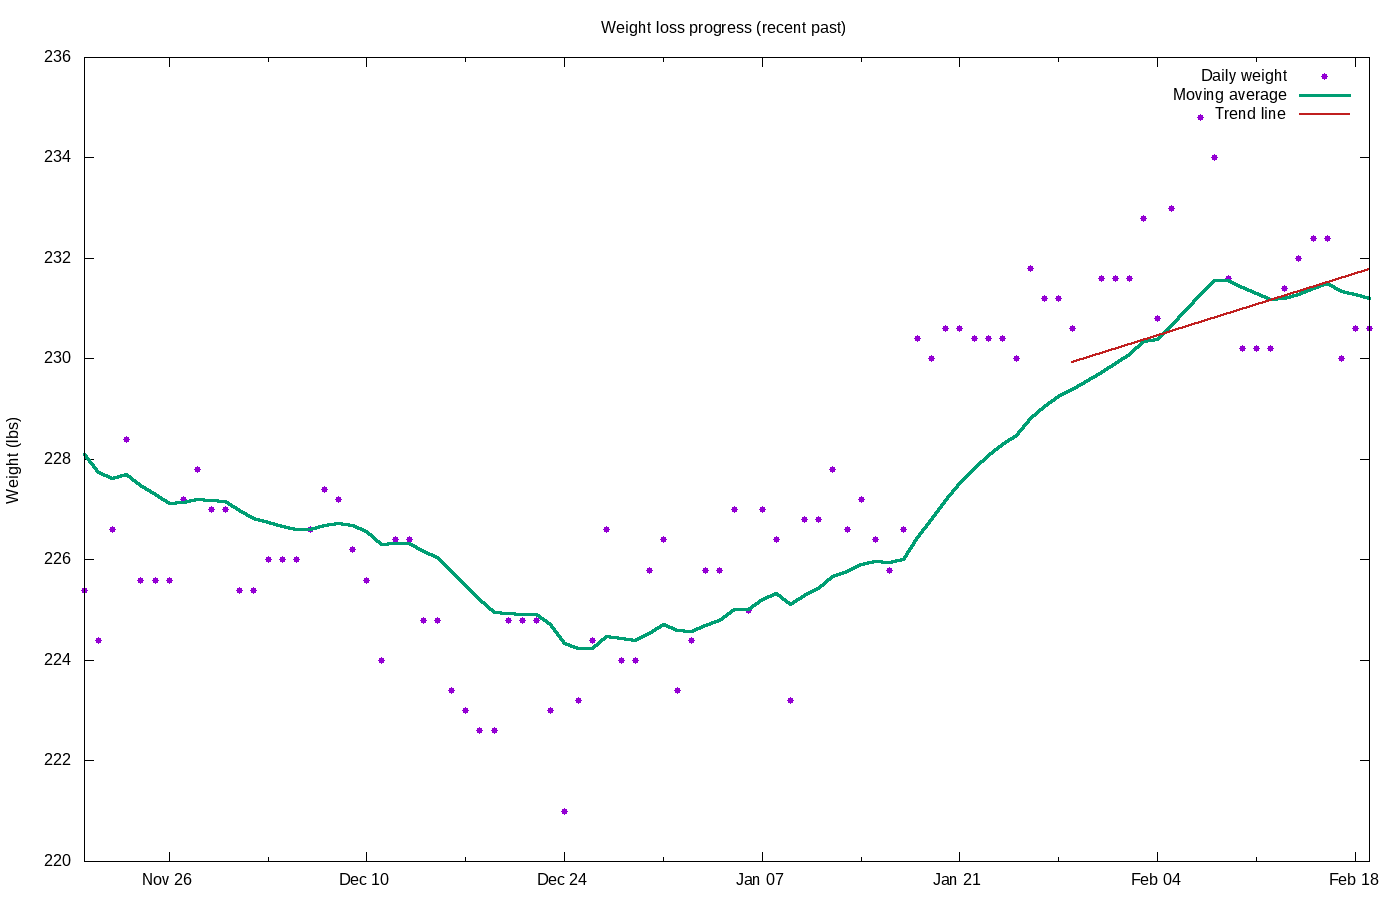 Weight loss progress (recent past)
236
234
232
230
228
226
224
222
220
Weight (lbs)
Daily weight
Moving average
Trend line
Nov 26
Dec 10
Dec 24
Jan 07
Jan 21
Feb 04
Feb 18